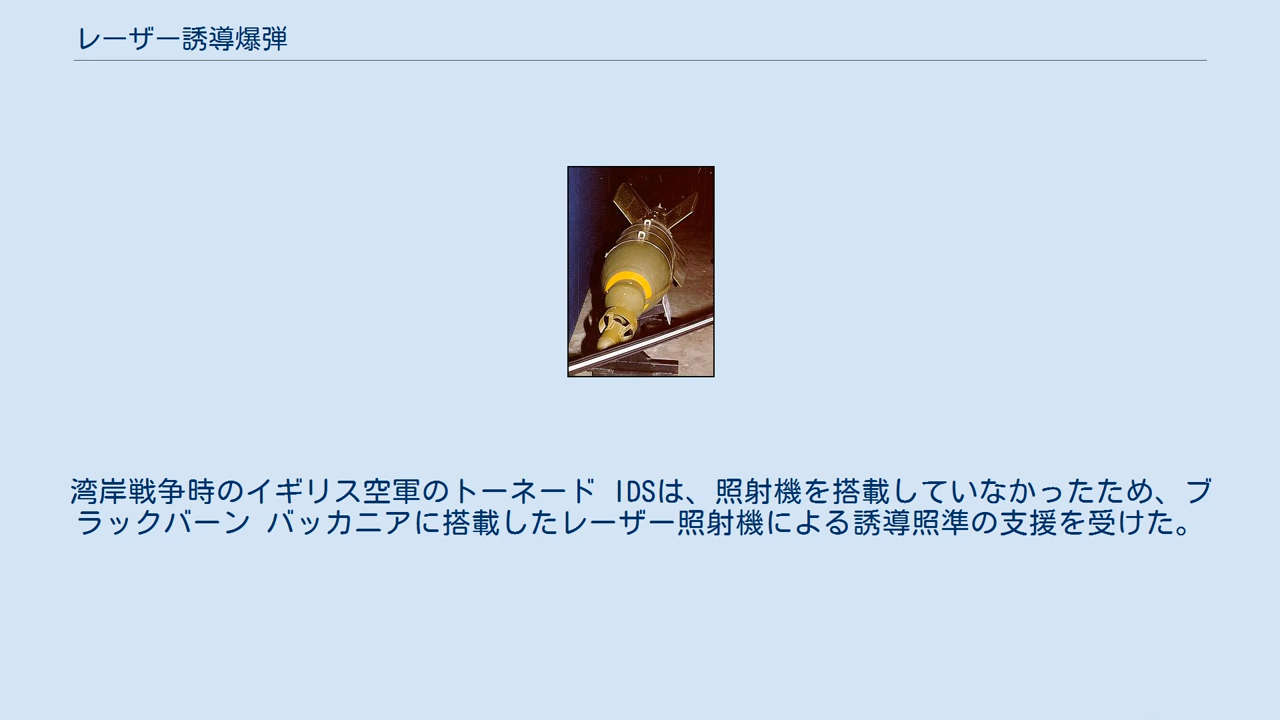 レーザー誘導爆弾
湾岸戦争時のイギリス空軍のトーネード IDSは、照射機を搭載していなかったため、ブ
ラックバーン バッカニアに搭載したレーザー照射機による誘導照準の支援を受けた。